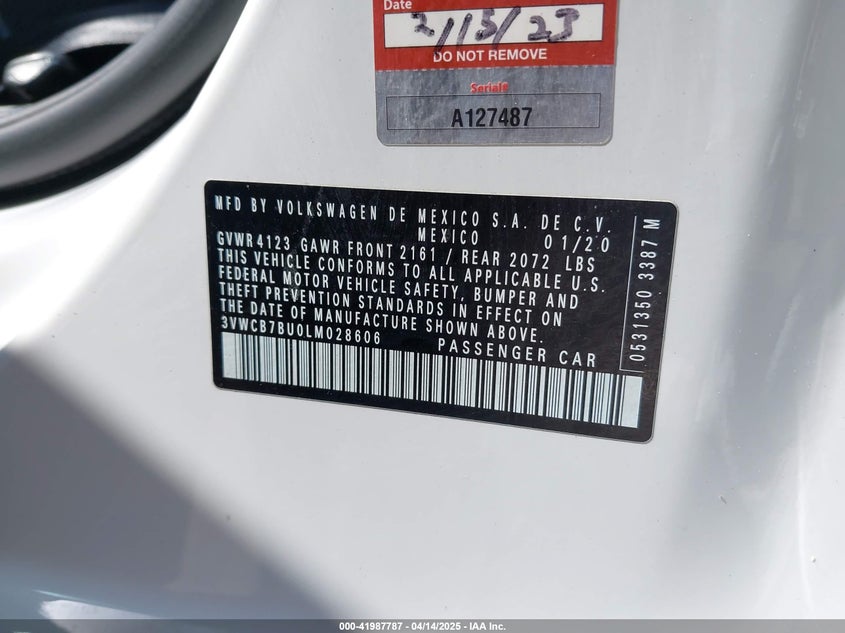 Date
2/15/23
DO NOT REMOVE
Serial#
A127487
MFD BY VOLKSWAGEN DE MEXICO S.A. DE C.V.
MEXICO 01/20
GVWR 4123 GAWR FRONT 2161 / REAR 2072 LBS
THIS VEHICLE CONFORMS TO ALL APPLICABLE U.S.
FEDERAL MOTOR VEHICLE SAFETY, BUMPER AND
THEFT PREVENTION STANDARDS IN EFFECT ON
THE DATE OF MANUFACTURE SHOWN ABOVE.
3VWCB7BU0LM028606 PASSENGER CAR
0531350 3387 M
000-41987787 - 04/14/2025 - IAA Inc.